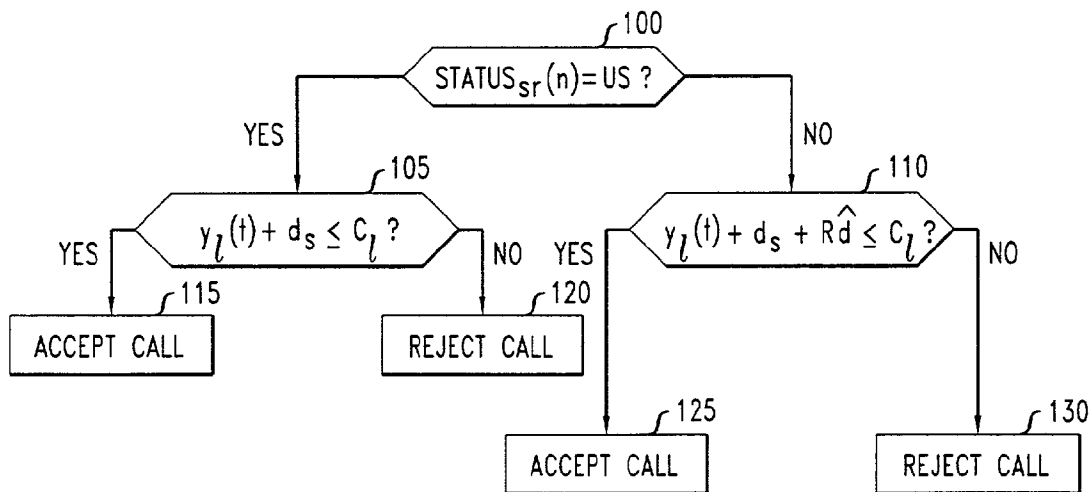 100
STATUS_sr(n)=US ?
YES
NO
105
y_l(t) + d_s ≤ C_l ?
110
y_l(t) + d_s + Rd̂ ≤ C_l ?
YES
NO
YES
NO
115
ACCEPT CALL
120
REJECT CALL
125
ACCEPT CALL
130
REJECT CALL